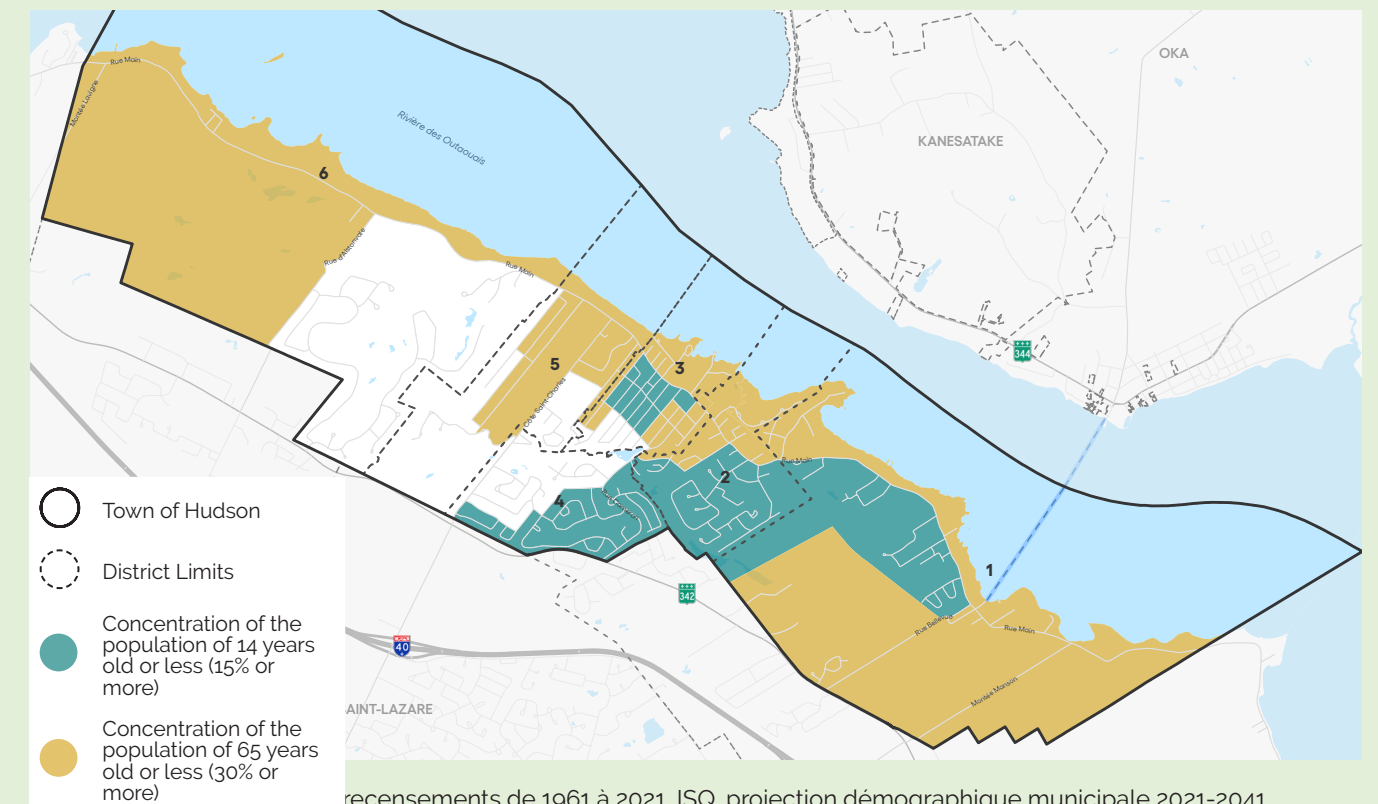 OKA
Rue Main
Montée Lavigne
Rivière des Outaouais
KANESATAKE
6
Rue d'Alstonvale
Rue Main
344
5
3
Côte Saint-Charles
Rue Main
2
4
1
342
Rue Bellevue
Rue Main
40
Montée Manson
AINT-LAZARE
Town of Hudson
District Limits
Concentration of the
population of 14 years
old or less (15% or
more)
Concentration of the
population of 65 years
old or less (30% or
more)
recensements de 1961 à 2021, ISQ, projection démographique municipale 2021-2041